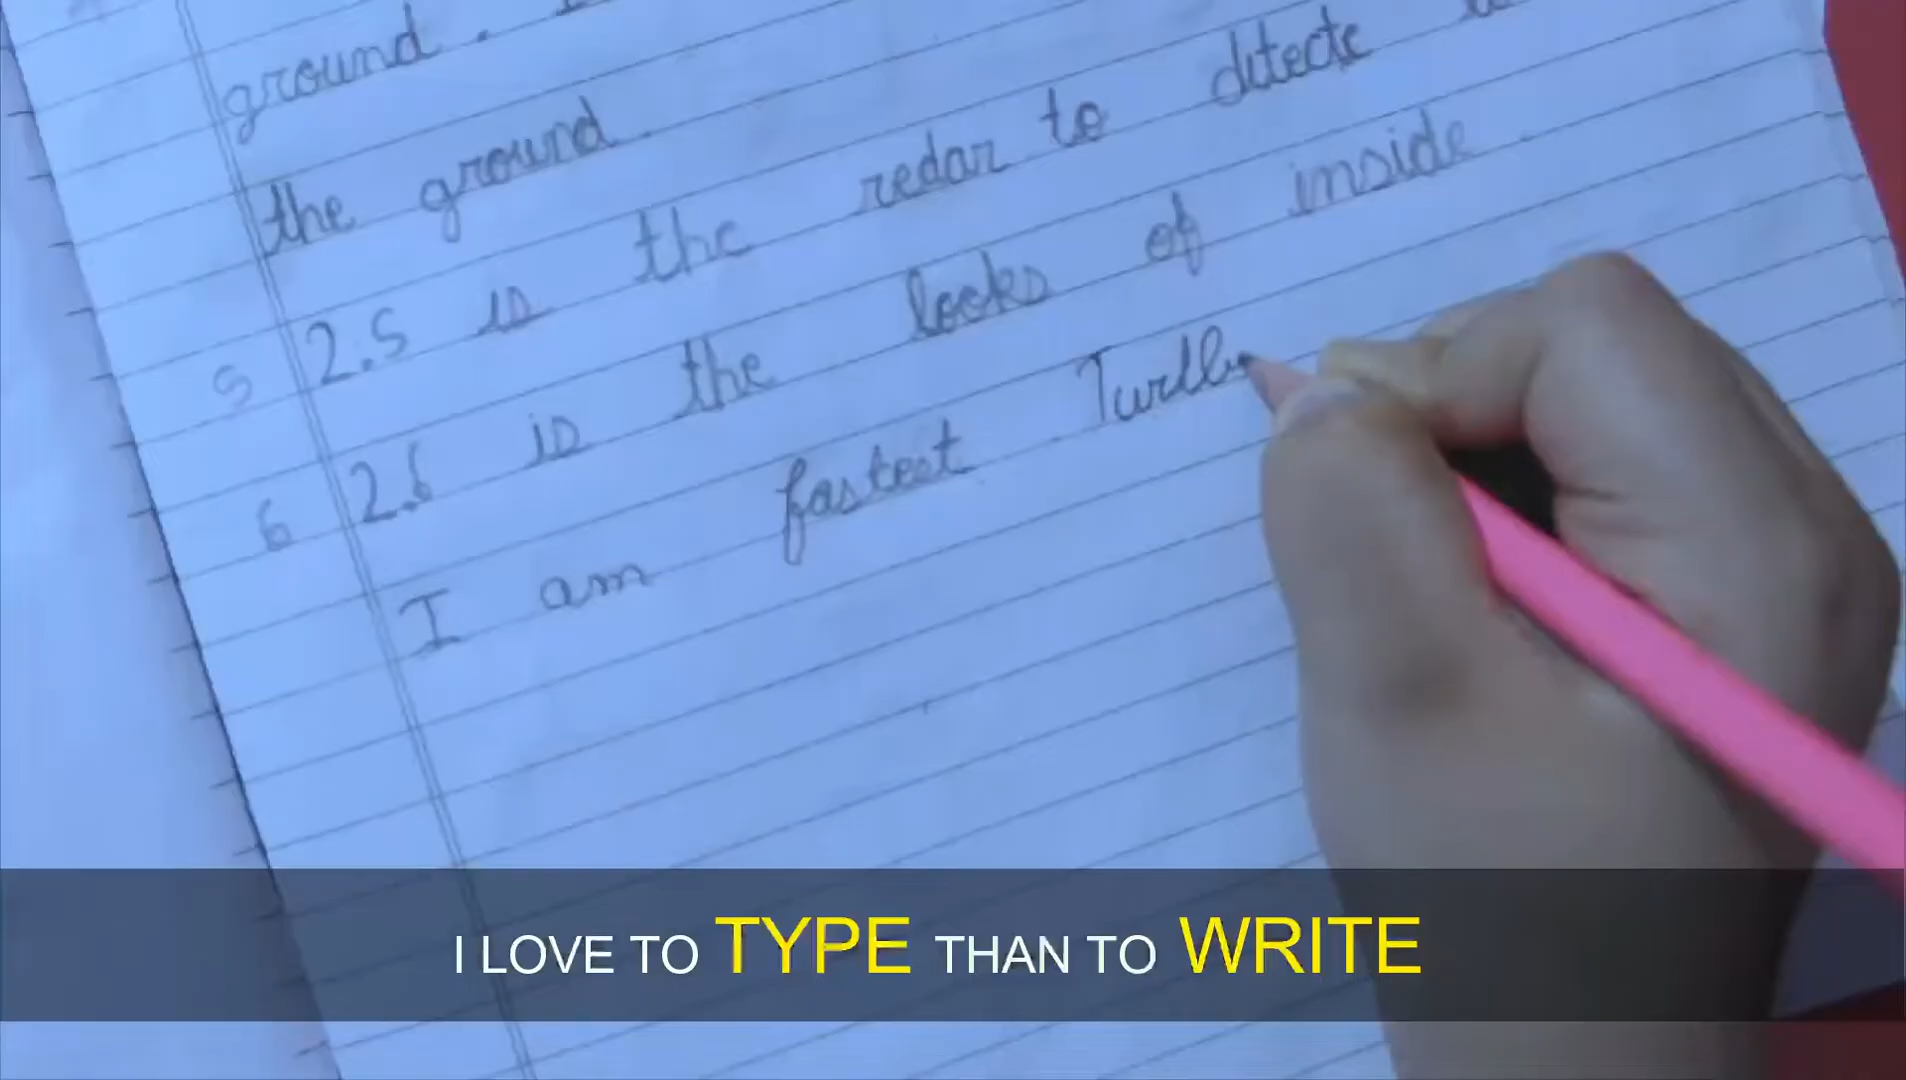 ground.
the ground.
5 2.5 is the redar to ditecte
6 2.6 is the looks of inside.
I am fastest
I LOVE TO TYPE THAN TO WRITE